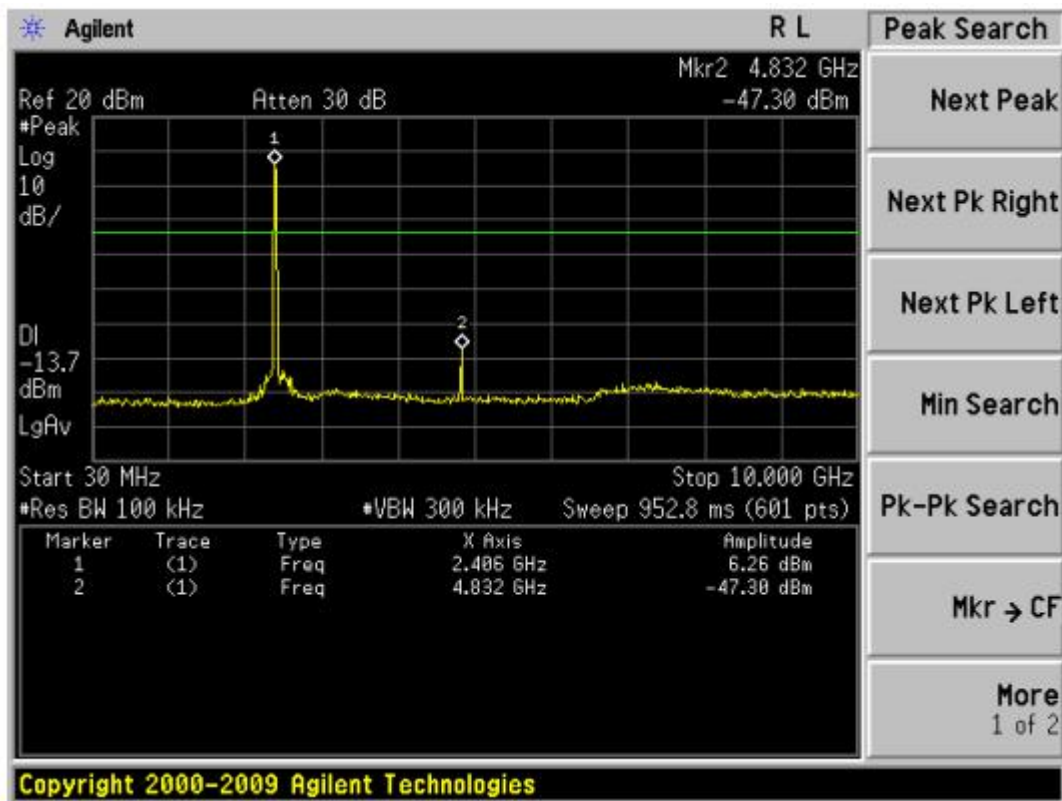 Agilent R L Peak Search
Mkr2 4.832 GHz
Ref 20 dBm Atten 30 dB -47.30 dBm
#Peak
Log
10
dB/
1
2
DI
-13.7
dBm
LgAv
Start 30 MHz Stop 10.000 GHz
#Res BW 100 kHz #VBW 300 kHz Sweep 952.8 ms (601 pts)
Marker Trace Type X Axis Amplitude
1 (1) Freq 2.406 GHz 6.26 dBm
2 (1) Freq 4.832 GHz -47.30 dBm
Next Peak
Next Pk Right
Next Pk Left
Min Search
Pk-Pk Search
Mkr → CF
More
1 of 2
Copyright 2000-2009 Agilent Technologies